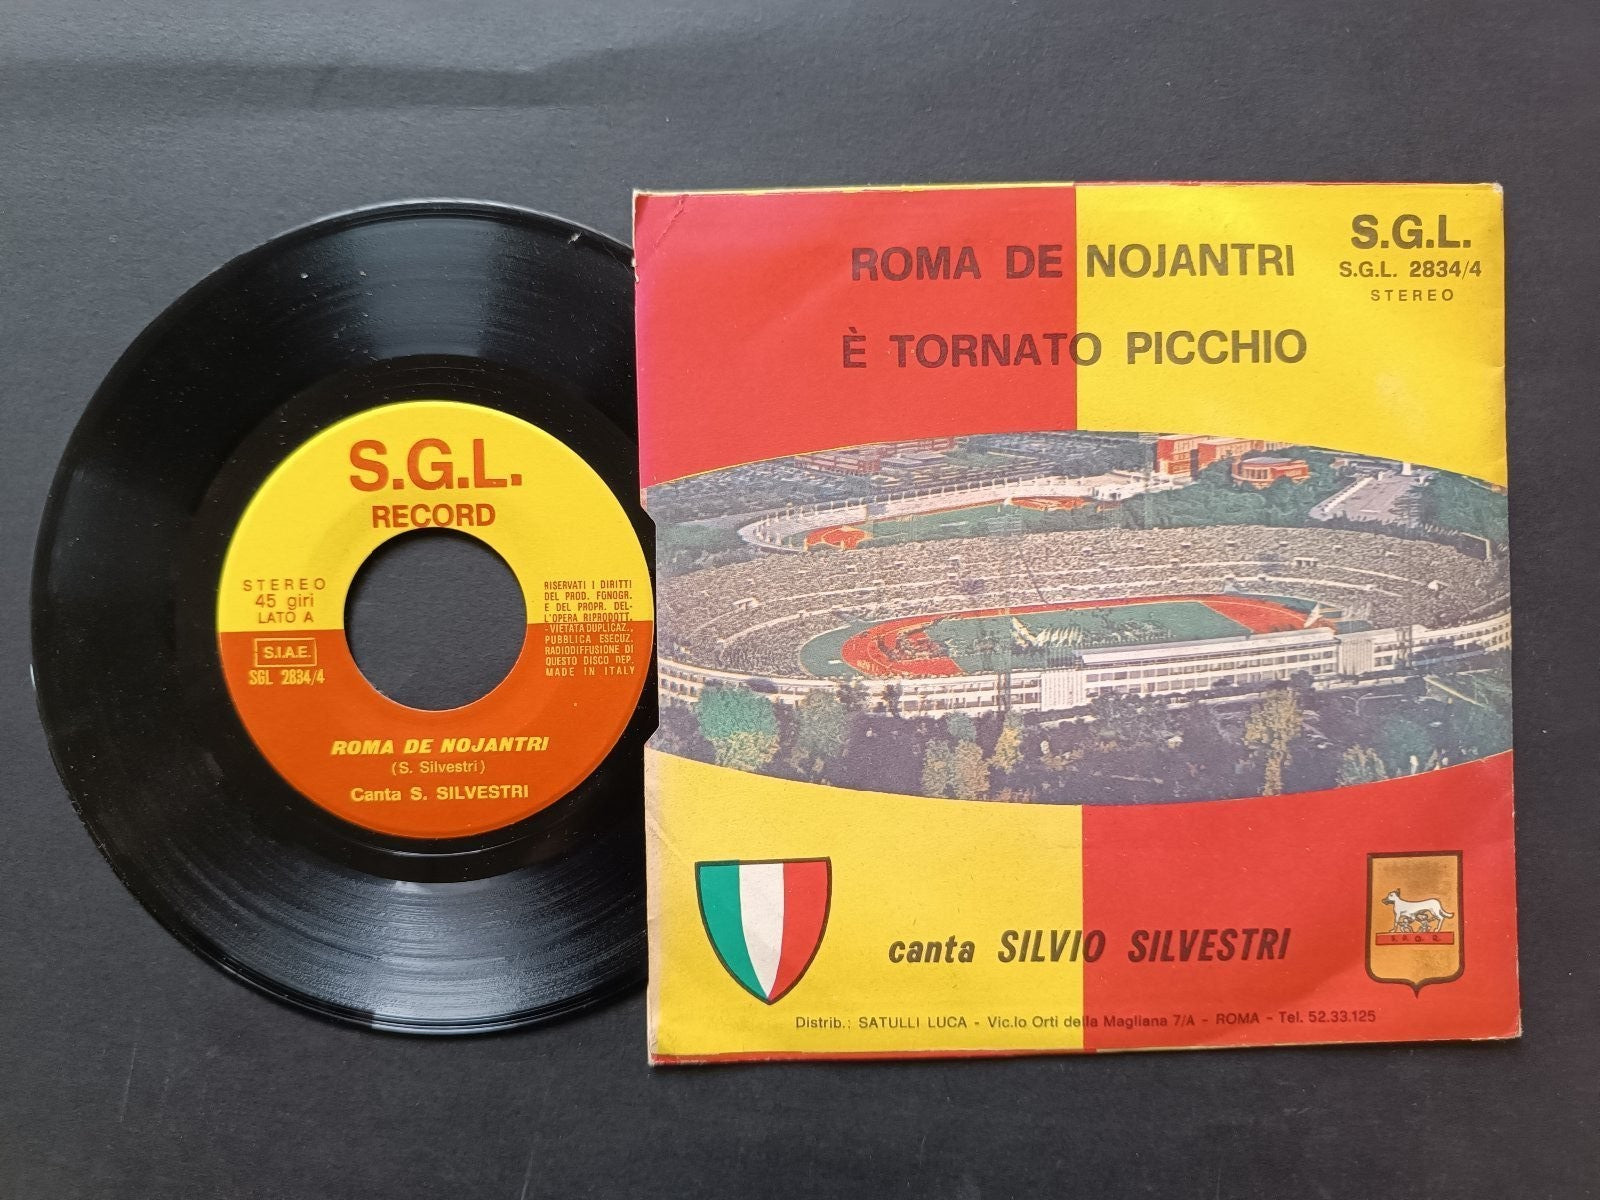 S.G.L.
RECORD
STEREO
45 giri
LATO A
S.I.A.E.
SGL 2834/4
RISERVATI I DIRITTI
DEL PROD. FONOGR.
E DEL PROPR. DEL-
L'OPERA RIPRODOTT.
-VIETATA DUPLICAZ.,
PUBBLICA ESECUZ.
RADIODIFFUSIONE DI
QUESTO DISCO DEP.
MADE IN ITALY
ROMA DE NOJANTRI
(S. Silvestri)
Canta S. SILVESTRI
ROMA DE NOJANTRI
È TORNATO PICCHIO
S.G.L.
S.G.L. 2834/4
STEREO
canta SILVIO SILVESTRI
S.P.Q.R.
Distrib.: SATULLI LUCA - Vic.lo Orti della Magliana 7/A - ROMA - Tel. 52.33.125